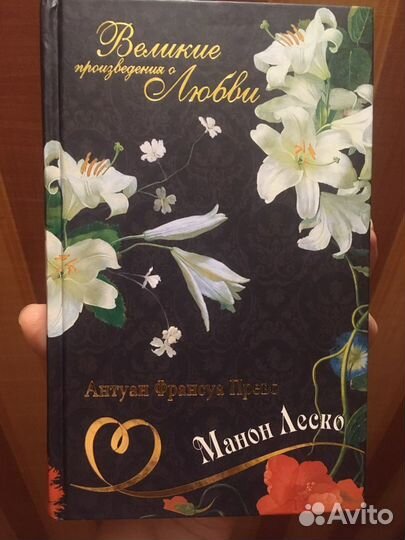 Великие
произведения о
Любви
Антуан Франсуа Прево
Манон Леско
Avito